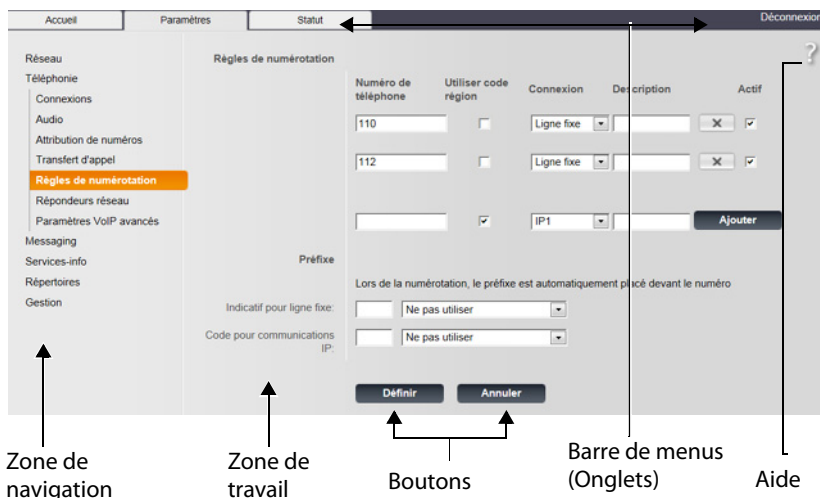 Accueil
Paramètres
Statut
Déconnexion
?
Réseau
Téléphonie
Connexions
Audio
Attribution de numéros
Transfert d'appel
Règles de numérotation
Répondeurs réseau
Paramètres VoIP avancés
Messaging
Services-info
Répertoires
Gestion
Règles de numérotation
Numéro de
téléphone
Utiliser code
région
Connexion
Description
Actif
110
Ligne fixe
112
Ligne fixe
IP1
Ajouter
Préfixe
Lors de la numérotation, le préfixe est automatiquement placé devant le numéro
Indicatif pour ligne fixe:
Ne pas utiliser
Code pour communications
IP:
Ne pas utiliser
Définir
Annuler
Zone de
navigation
Zone de
travail
Boutons
Barre de menus
(Onglets)
Aide